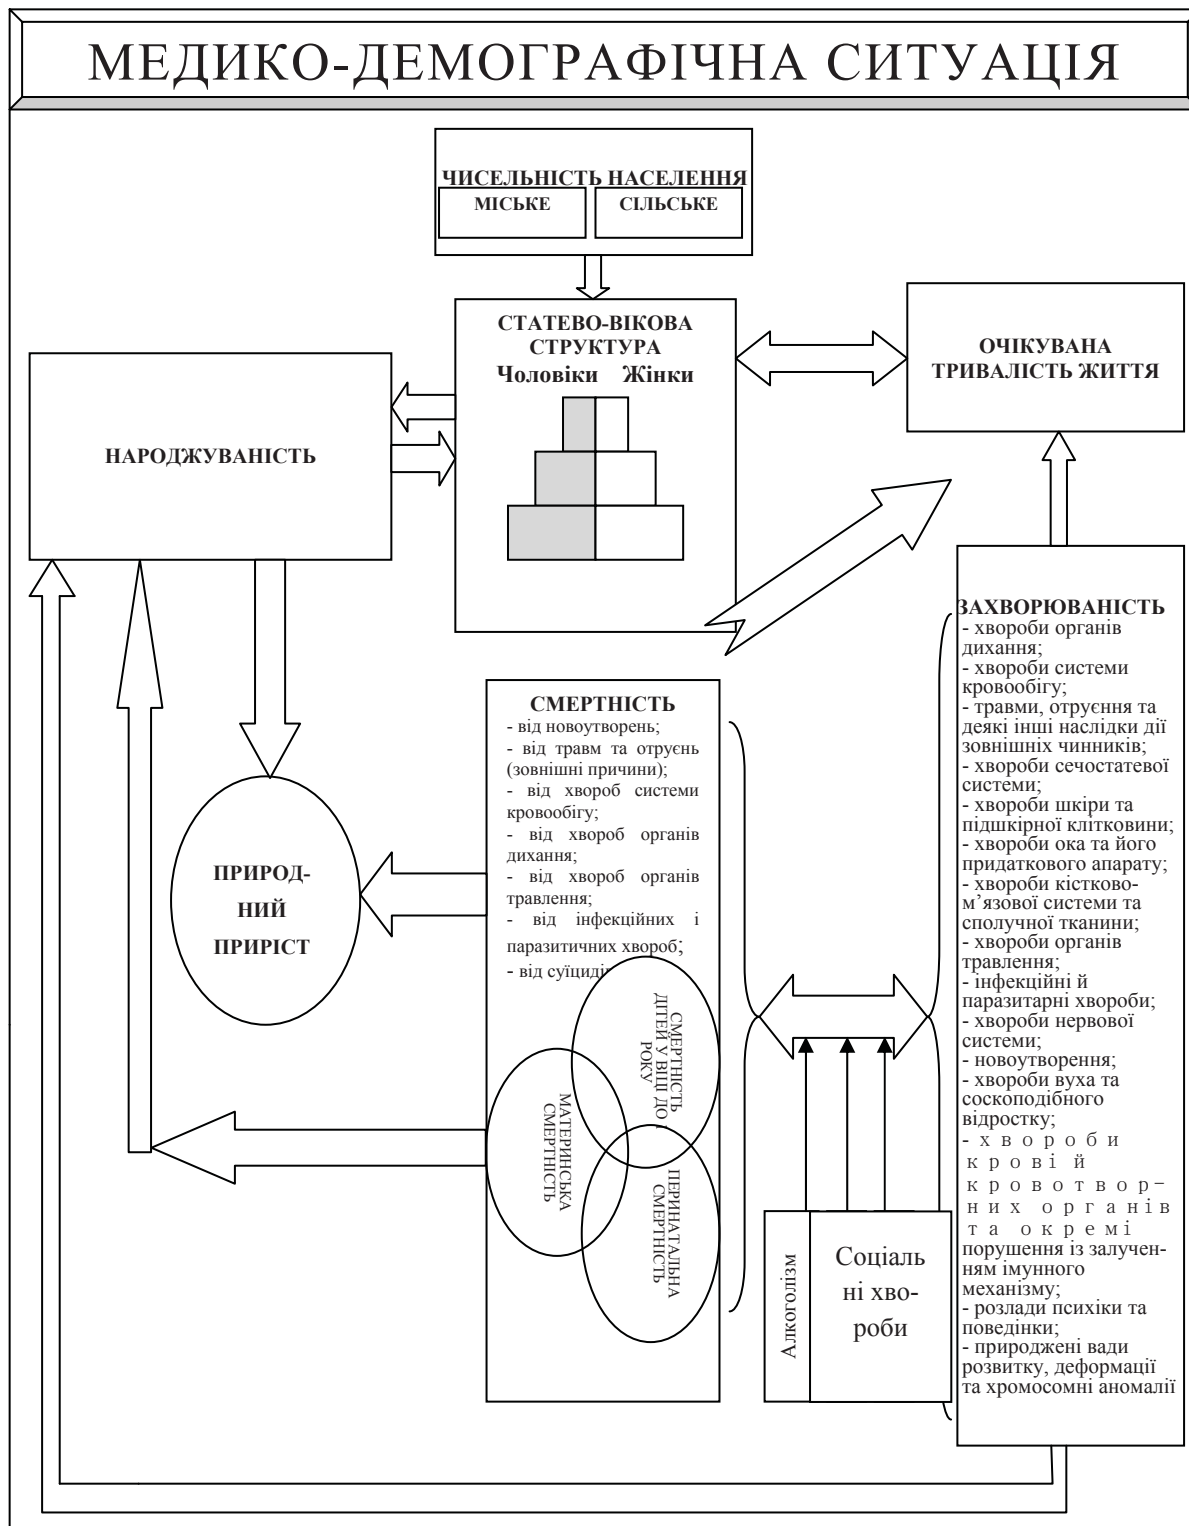 МЕДИКО-ДЕМОГРАФІЧНА СИТУАЦІЯ
ЧИСЕЛЬНІСТЬ НАСЕЛЕННЯ
МІСЬКЕ
СІЛЬСЬКЕ
СТАТЕВО-ВІКОВА
СТРУКТУРА
Чоловіки Жінки
ОЧІКУВАНА
ТРИВАЛІСТЬ ЖИТТЯ
НАРОДЖУВАНІСТЬ
ПРИРОД-
НИЙ
ПРИРІСТ
СМЕРТНІСТЬ
- від новоутворень;
- від травм та отруєнь
(зовнішні причини);
- від хвороб системи
кровообігу;
- від хвороб органів
дихання;
- від хвороб органів
травлення;
- від інфекційних і
паразитичних хвороб;
- від суїцидів
СМЕРТНІСТЬ
ДІТЕЙ У ВІЦІ ДО 1
РОКУ
МАТЕРИНСЬКА
СМЕРТНІСТЬ
ПЕРИНАТАЛЬНА
СМЕРТНІСТЬ
Алкоголізм
Соціаль
ні хво-
роби
ЗАХВОРЮВАНІСТЬ
- хвороби органів
дихання;
- хвороби системи
кровообігу;
- травми, отруєння та
деякі інші наслідки дії
зовнішніх чинників;
- хвороби сечостатевої
системи;
- хвороби шкіри та
підшкірної клітковини;
- хвороби ока та його
придаткового апарату;
- хвороби кістково-
м’язової системи та
сполучної тканини;
- хвороби органів
травлення;
- інфекційні й
паразитарні хвороби;
- хвороби нервової
системи;
- новоутворення;
- хвороби вуха та
соскоподібного
відростку;
- хвороби
крові й
кровотвор-
них органів
та окремі
порушення із залучен-
ням імунного
механізму;
- розлади психіки та
поведінки;
- природжені вади
розвитку, деформації
та хромосомні аномалії